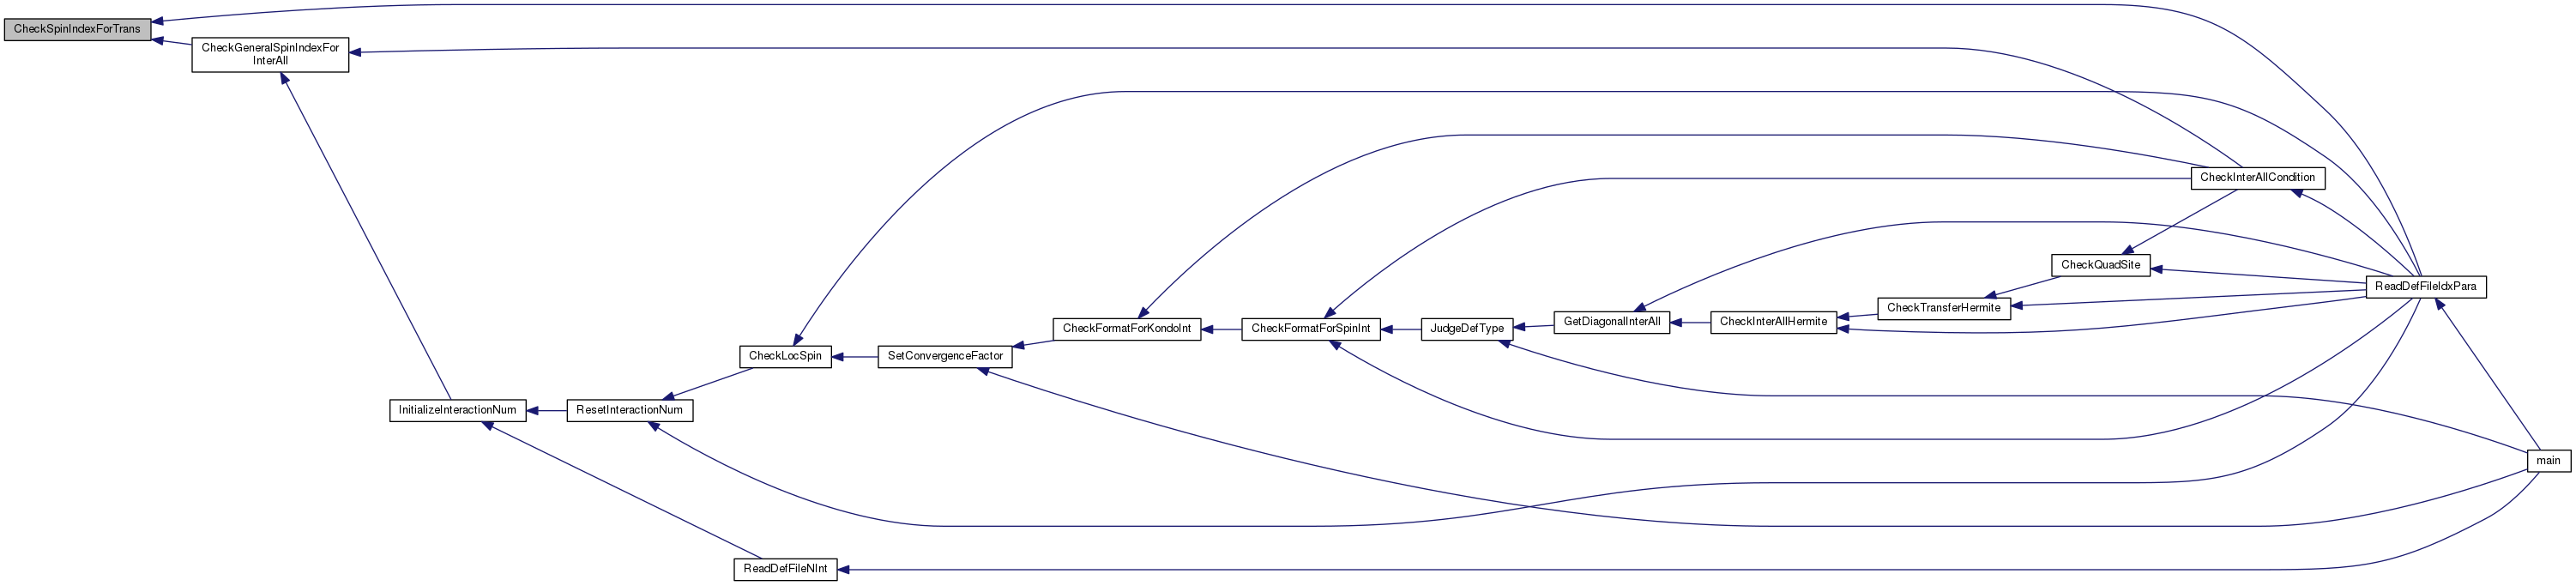 CheckSpinIndexForTrans
CheckGeneralSpinIndexFor
InterAll
CheckInterAllCondition
CheckQuadSite
ReadDefFileIdxPara
CheckTransferHermite
CheckFormatForKondoInt
CheckFormatForSpinInt
JudgeDefType
GetDiagonalInterAll
CheckInterAllHermite
CheckLocSpin
SetConvergenceFactor
InitializeInteractionNum
ResetInteractionNum
main
ReadDefFileNInt